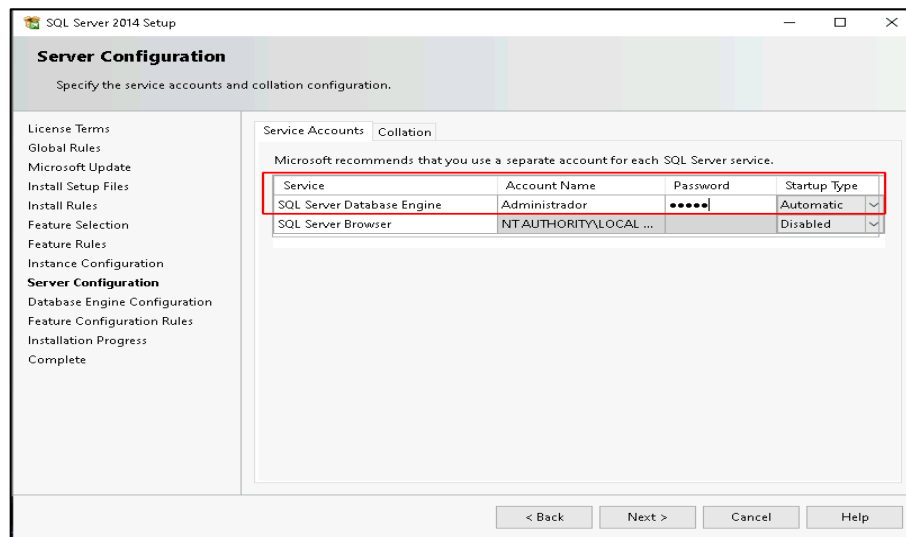 SQL Server 2014 Setup
Server Configuration
Specify the service accounts and collation configuration.
License Terms
Global Rules
Microsoft Update
Install Setup Files
Install Rules
Feature Selection
Feature Rules
Instance Configuration
Server Configuration
Database Engine Configuration
Feature Configuration Rules
Installation Progress
Complete
Service Accounts Collation
Microsoft recommends that you use a separate account for each SQL Server service.
Service Account Name Password Startup Type
SQL Server Database Engine Administrador ●●●●● Automatic
SQL Server Browser NT AUTHORITY\LOCAL ... Disabled
< Back Next > Cancel Help